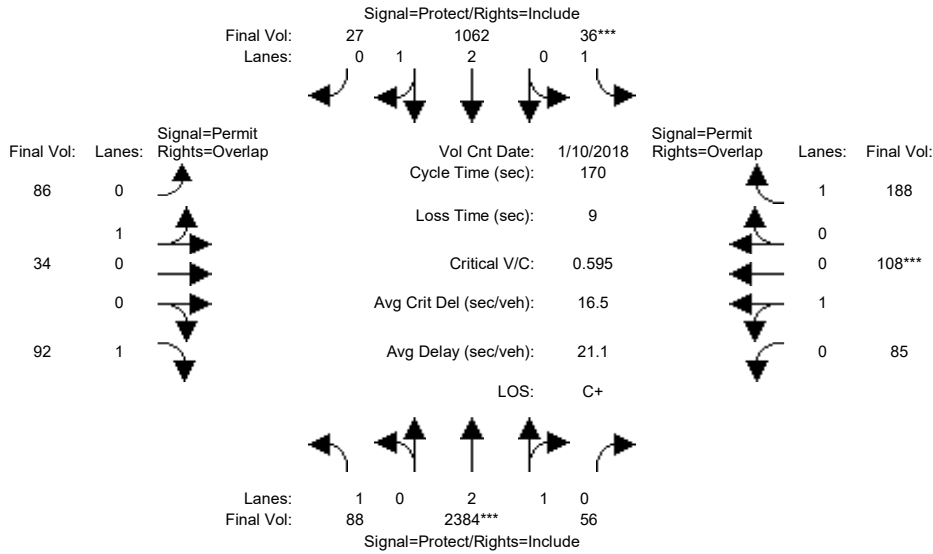 Signal=Protect/Rights=Include
Final Vol: 27 1062 36***
Lanes: 0 1 2 0 1
Signal=Permit
Final Vol: Lanes: Rights=Overlap
Vol Cnt Date: 1/10/2018
Signal=Permit
Rights=Overlap Lanes: Final Vol:
Cycle Time (sec): 170
86 0
1 188
Loss Time (sec): 9
1
0
34 0
Critical V/C: 0.595
0 108***
0
Avg Crit Del (sec/veh): 16.5
1
92 1
Avg Delay (sec/veh): 21.1
0 85
LOS: C+
Lanes: 1 0 2 1 0
Final Vol: 88 2384*** 56
Signal=Protect/Rights=Include